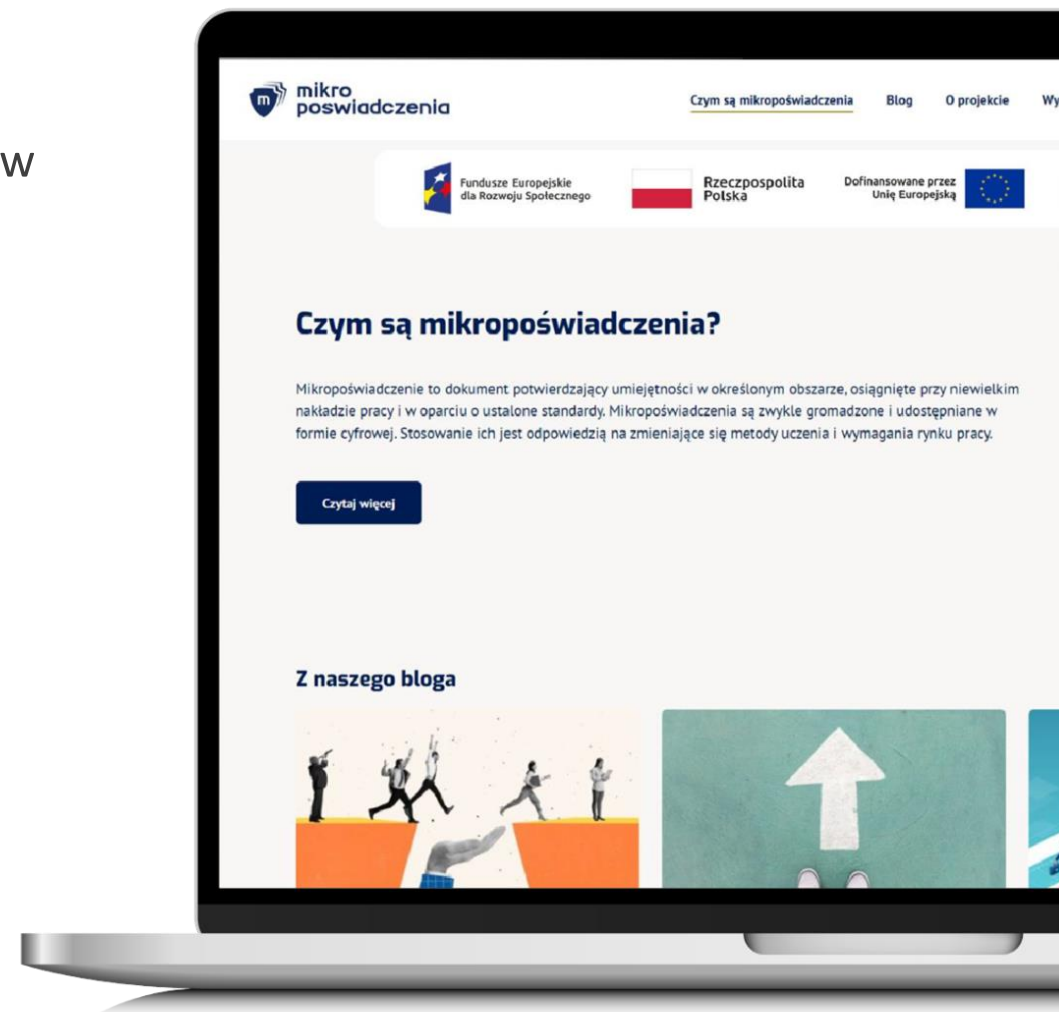 w
m
mikro
poswiadczenia
Czym są mikropoświadczenia
Blog
O projekcie
Wy
Fundusze Europejskie
dla Rozwoju Społecznego
Rzeczpospolita
Polska
Dofinansowane przez
Unię Europejską
Czym są mikropoświadczenia?
Mikropoświadczenie to dokument potwierdzający umiejętności w określonym obszarze, osiągnięte przy niewielkim
nakładzie pracy i w oparciu o ustalone standardy. Mikropoświadczenia są zwykle gromadzone i udostępniane w
formie cyfrowej. Stosowanie ich jest odpowiedzią na zmieniające się metody uczenia i wymagania rynku pracy.
Czytaj więcej
Z naszego bloga